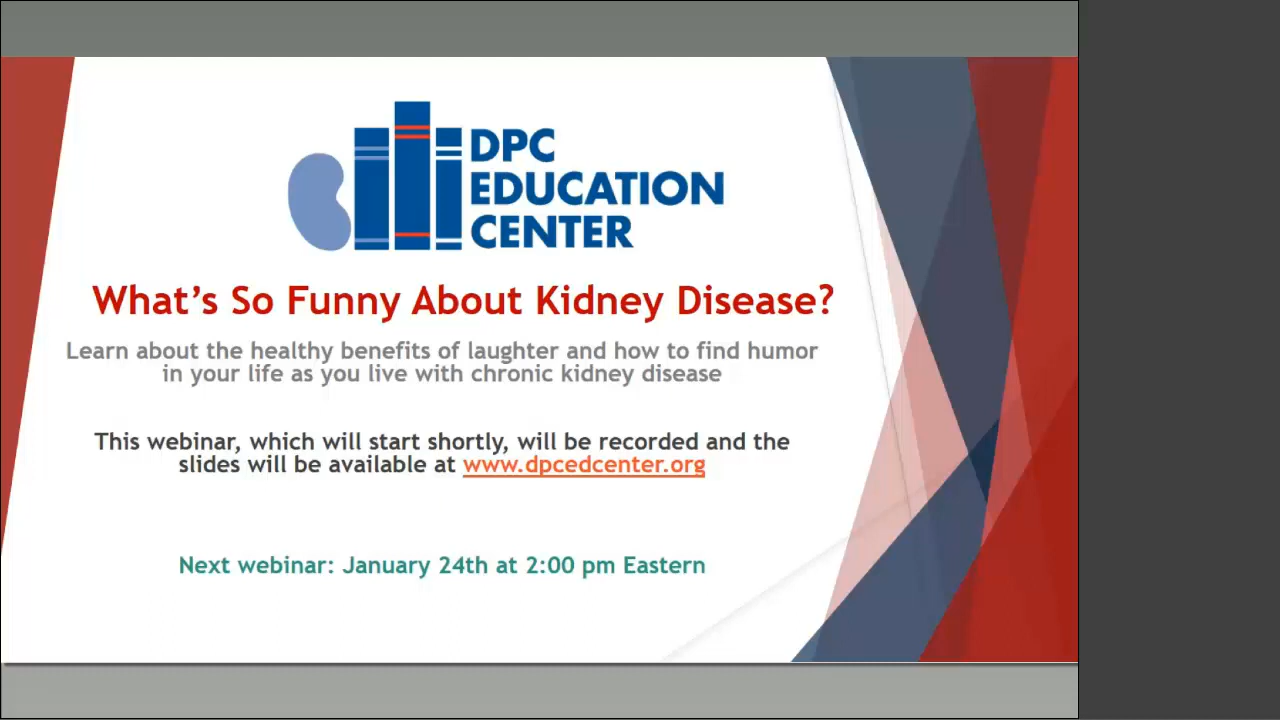 DPC
EDUCATION
CENTER
What's So Funny About Kidney Disease?
Learn about the healthy benefits of laughter and how to find humor
in your life as you live with chronic kidney disease
This webinar, which will start shortly, will be recorded and the
slides will be available at www.dpcedcenter.org
Next webinar: January 24th at 2:00 pm Eastern